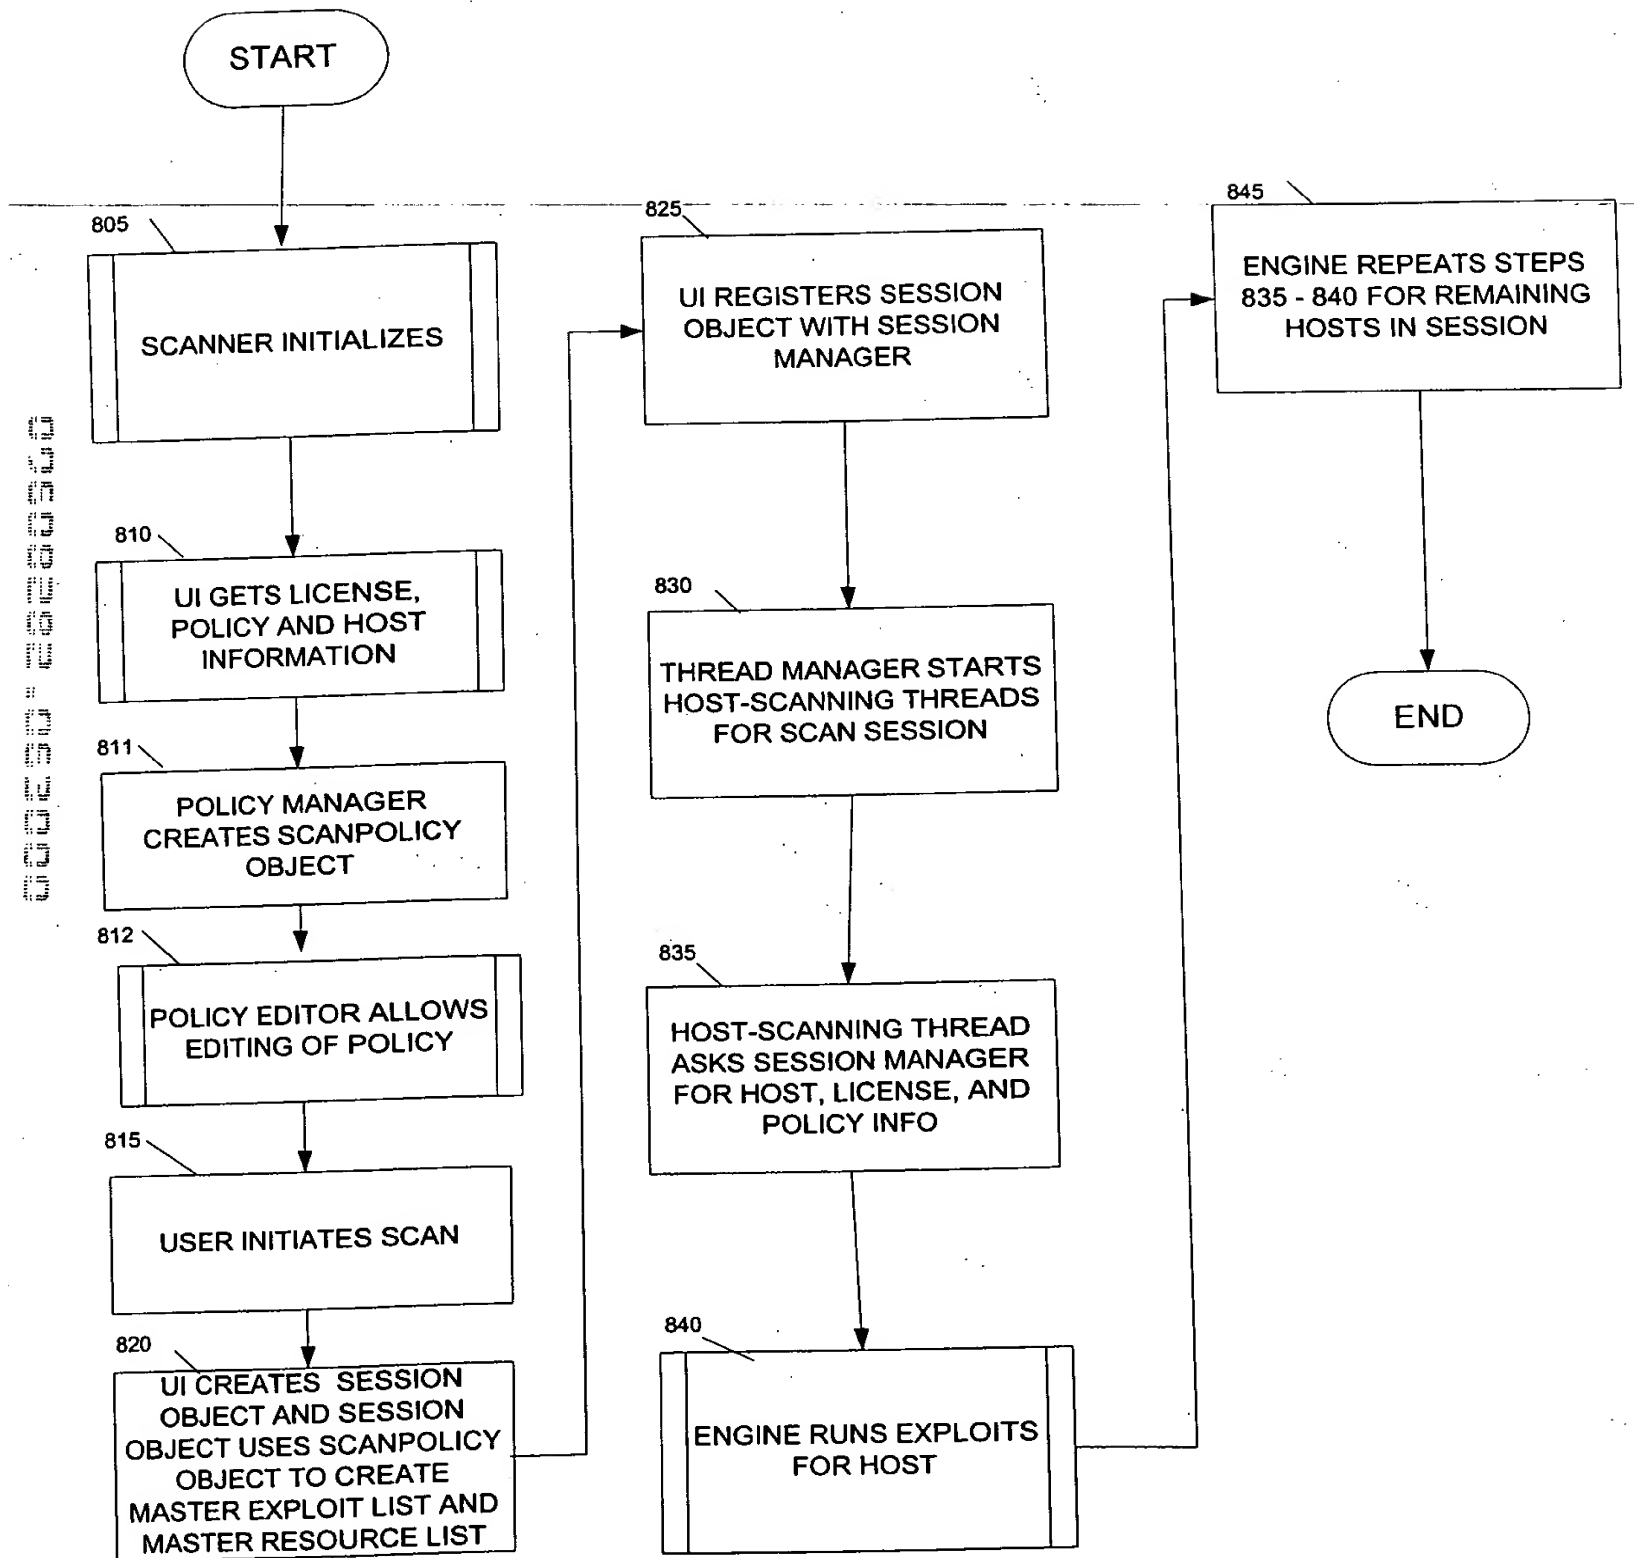 START
805
SCANNER INITIALIZES
810
UI GETS LICENSE,
POLICY AND HOST
INFORMATION
811
POLICY MANAGER
CREATES SCANPOLICY
OBJECT
812
POLICY EDITOR ALLOWS
EDITING OF POLICY
815
USER INITIATES SCAN
820
UI CREATES SESSION
OBJECT AND SESSION
OBJECT USES SCANPOLICY
OBJECT TO CREATE
MASTER EXPLOIT LIST AND
MASTER RESOURCE LIST
825
UI REGISTERS SESSION
OBJECT WITH SESSION
MANAGER
830
THREAD MANAGER STARTS
HOST-SCANNING THREADS
FOR SCAN SESSION
835
HOST-SCANNING THREAD
ASKS SESSION MANAGER
FOR HOST, LICENSE, AND
POLICY INFO
840
ENGINE RUNS EXPLOITS
FOR HOST
845
ENGINE REPEATS STEPS
835 - 840 FOR REMAINING
HOSTS IN SESSION
END